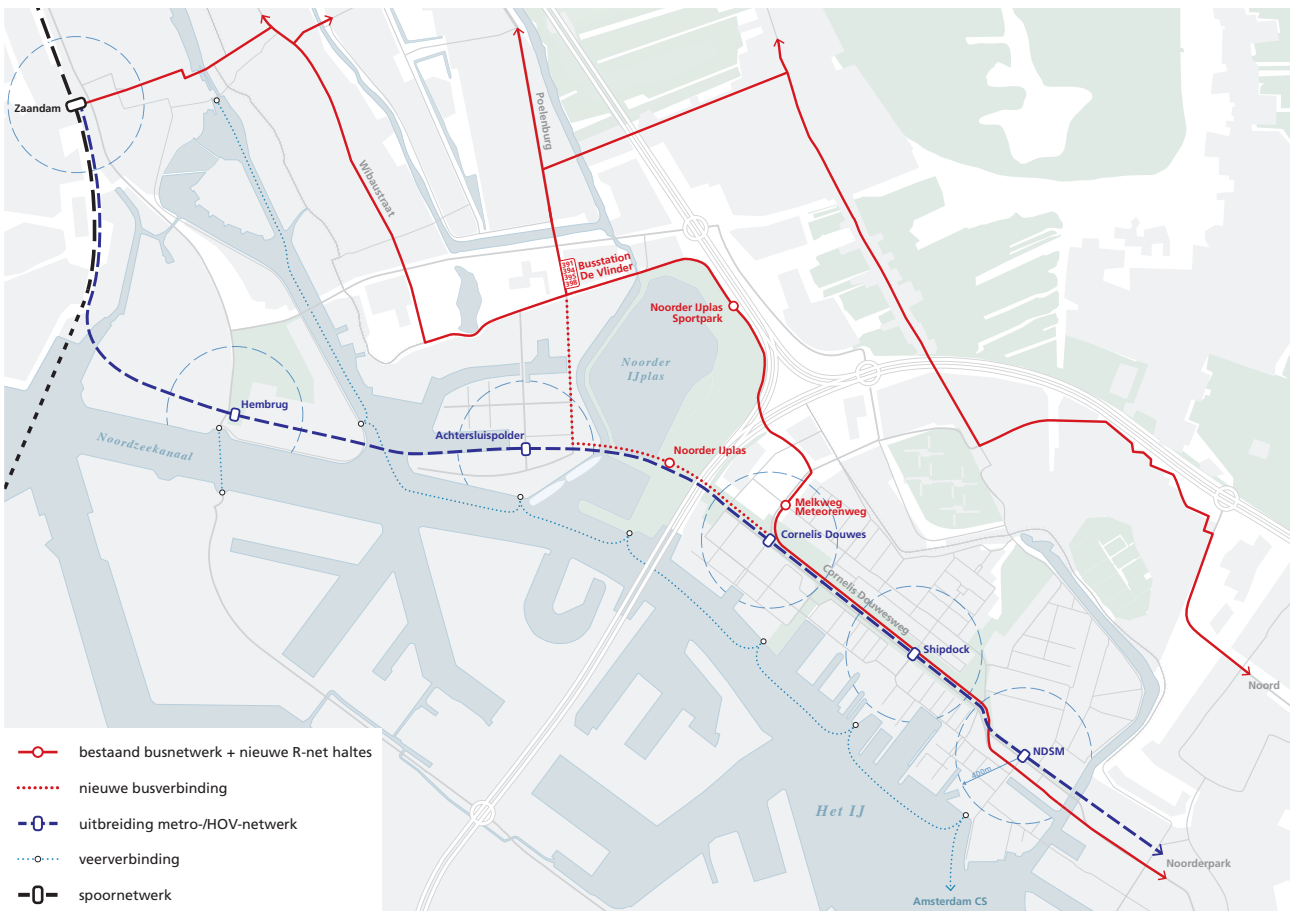 Zaandam
Poelenburg
Wibautstraat
391
394
395
398
Busstation
De Vlinder
Noorder IJplas
Sportpark
Noorder
IJplas
Hembrug
Achtersluispolder
Noordzeekanaal
Noorder IJplas
Melkweg
Meteorenweg
Cornelis Douwes
Cornelis Douwesweg
Shipdock
Noord
NDSM
400m
Het IJ
Noorderpark
Amsterdam CS
bestaand busnetwerk + nieuwe R-net haltes
nieuwe busverbinding
uitbreiding metro-/HOV-netwerk
veerverbinding
spoornetwerk